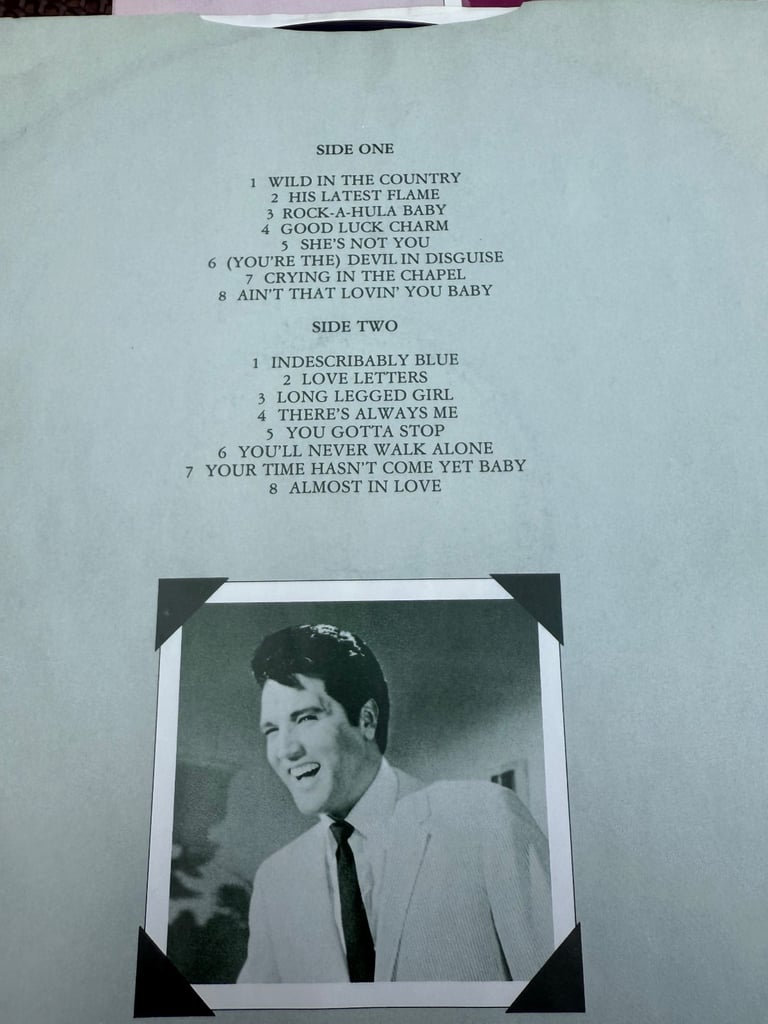 SIDE ONE
1 WILD IN THE COUNTRY
2 HIS LATEST FLAME
3 ROCK-A-HULA BABY
4 GOOD LUCK CHARM
5 SHE'S NOT YOU
6 (YOU'RE THE) DEVIL IN DISGUISE
7 CRYING IN THE CHAPEL
8 AIN'T THAT LOVIN' YOU BABY
SIDE TWO
1 INDESCRIBABLY BLUE
2 LOVE LETTERS
3 LONG LEGGED GIRL
4 THERE'S ALWAYS ME
5 YOU GOTTA STOP
6 YOU'LL NEVER WALK ALONE
7 YOUR TIME HASN'T COME YET BABY
8 ALMOST IN LOVE